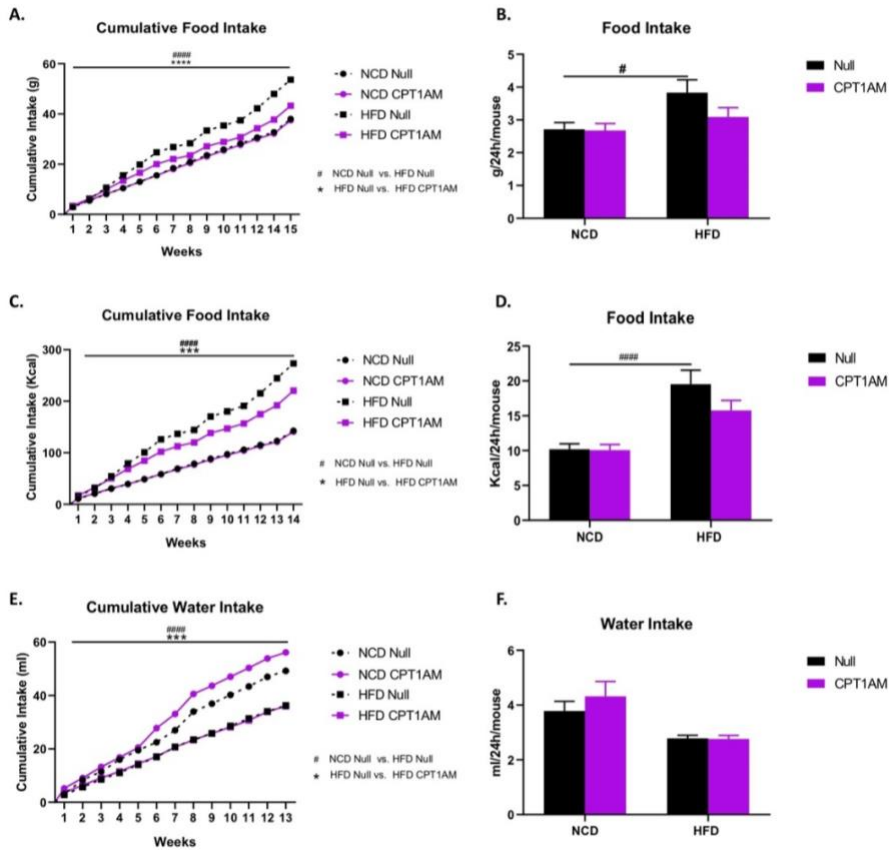 A.
Cumulative Food Intake
####
****
Cumulative Intake (g)
60
40
20
0
1 2 3 4 5 6 7 8 9 10 11 12 14 15
Weeks
NCD Null
NCD CPT1AM
HFD Null
HFD CPT1AM
# NCD Null vs. HFD Null
* HFD Null vs. HFD CPT1AM
B.
Food Intake
#
g/24h/mouse
5
4
3
2
1
0
NCD HFD
Null
CPT1AM
C.
Cumulative Food Intake
####
***
Cumulative Intake (Kcal)
300
200
100
0
1 2 3 4 5 6 7 8 9 10 11 12 13 14
Weeks
NCD Null
NCD CPT1AM
HFD Null
HFD CPT1AM
# NCD Null vs. HFD Null
* HFD Null vs. HFD CPT1AM
D.
Food Intake
####
Kcal/24h/mouse
25
20
15
10
5
0
NCD HFD
Null
CPT1AM
E.
Cumulative Water Intake
####
***
Cumulative Intake (ml)
60
40
20
0
1 2 3 4 5 6 7 8 9 10 11 12 13
Weeks
NCD Null
NCD CPT1AM
HFD Null
HFD CPT1AM
# NCD Null vs. HFD Null
* HFD Null vs. HFD CPT1AM
F.
Water Intake
ml/24h/mouse
6
4
2
0
NCD HFD
Null
CPT1AM